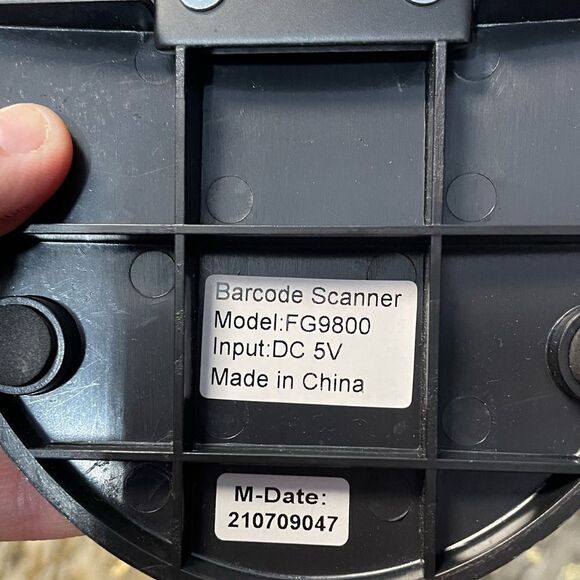 Barcode Scanner
Model:FG9800
Input:DC 5V
Made in China
M-Date:
210709047